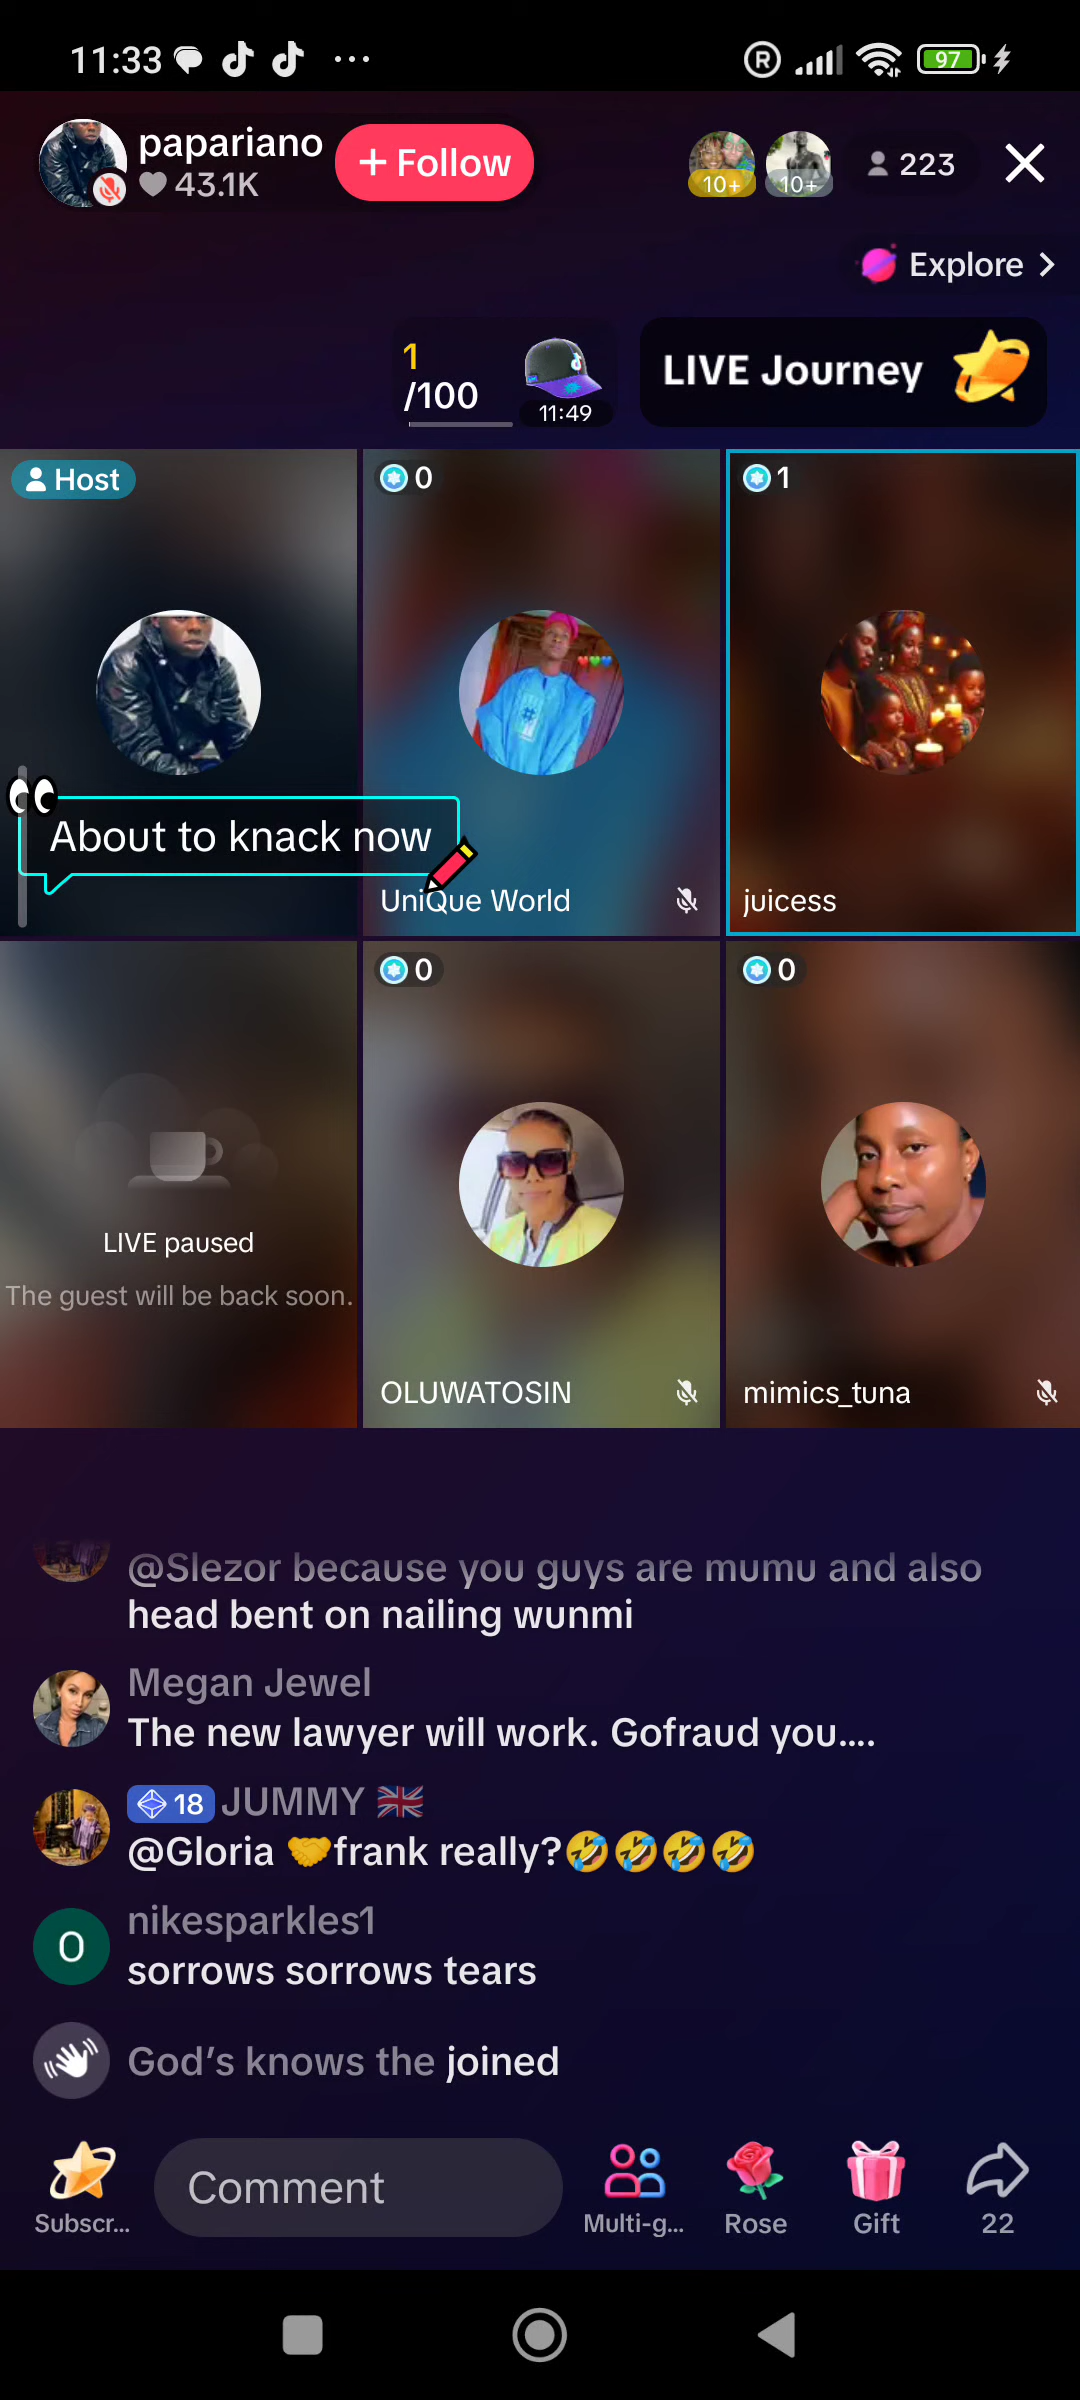 11:33
R
97
papariano
43.1K
+ Follow
10+
10+
223
Explore
1
/100
11:49
LIVE Journey
Host
0
1
About to knack now
UniQue World
juicess
0
0
LIVE paused
The guest will be back soon.
OLUWATOSIN
mimics_tuna
@Slezor because you guys are mumu and also
head bent on nailing wunmi
Megan Jewel
The new lawyer will work. Gofraud you....
18 JUMMY 🇬🇧
@Gloria 🤝frank really?🤣🤣🤣🤣
O
nikesparkles1
sorrows sorrows tears
God's knows the joined
Subscr...
Comment
Multi-g...
Rose
Gift
22